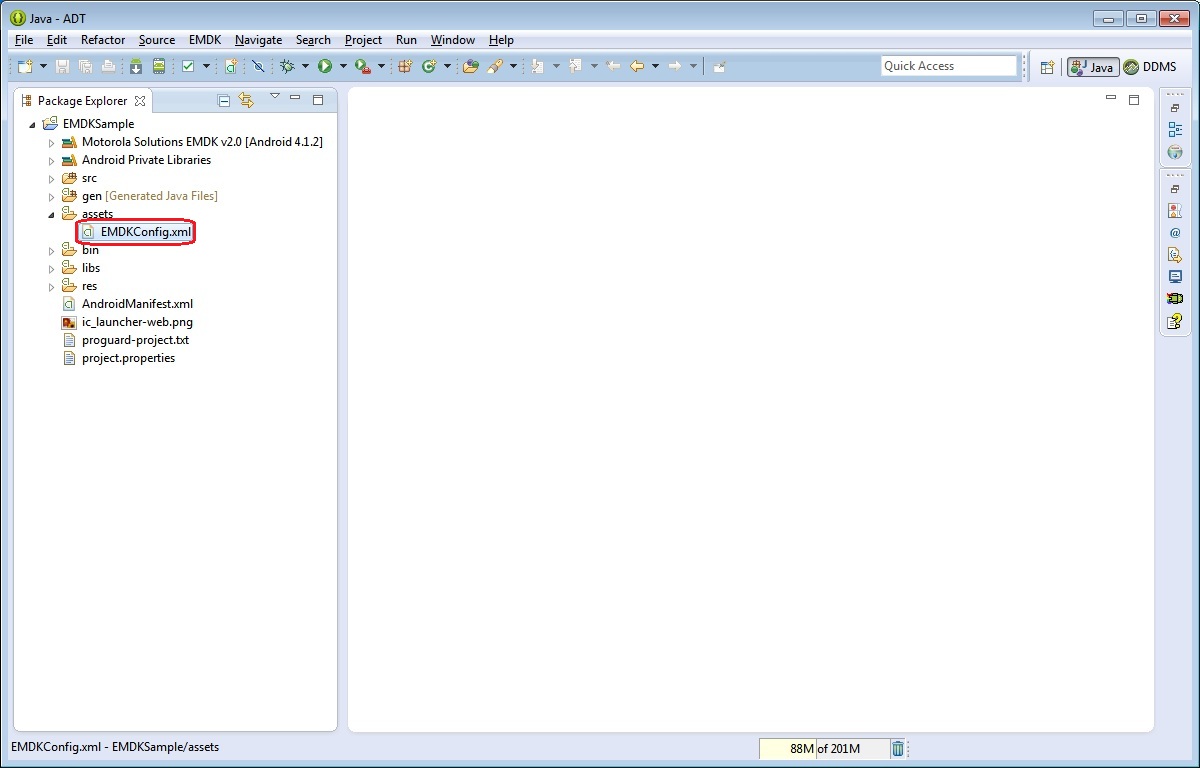 Java - ADT
File Edit Refactor Source EMDK Navigate Search Project Run Window Help
Quick Access Java DDMS
Package Explorer
EMDKSample
Motorola Solutions EMDK v2.0 [Android 4.1.2]
Android Private Libraries
src
gen [Generated Java Files]
assets
EMDKConfig.xml
bin
libs
res
AndroidManifest.xml
ic_launcher-web.png
proguard-project.txt
project.properties
EMDKConfig.xml - EMDKSample/assets
88M of 201M